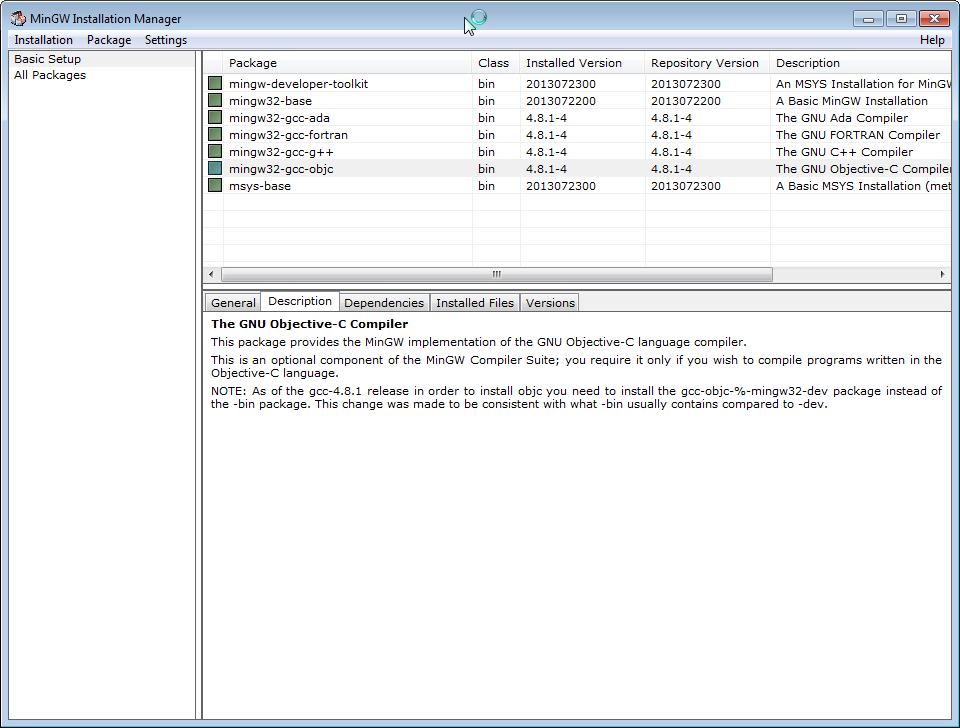 MinGW Installation Manager
Installation Package Settings Help
Basic Setup
All Packages
Package Class Installed Version Repository Version Description
mingw-developer-toolkit bin 2013072300 2013072300 An MSYS Installation for MinGW
mingw32-base bin 2013072200 2013072200 A Basic MinGW Installation
mingw32-gcc-ada bin 4.8.1-4 4.8.1-4 The GNU Ada Compiler
mingw32-gcc-fortran bin 4.8.1-4 4.8.1-4 The GNU FORTRAN Compiler
mingw32-gcc-g++ bin 4.8.1-4 4.8.1-4 The GNU C++ Compiler
mingw32-gcc-objc bin 4.8.1-4 4.8.1-4 The GNU Objective-C Compiler
msys-base bin 2013072300 2013072300 A Basic MSYS Installation (met
General Description Dependencies Installed Files Versions
The GNU Objective-C Compiler
This package provides the MinGW implementation of the GNU Objective-C language compiler.
This is an optional component of the MinGW Compiler Suite; you require it only if you wish to compile programs written in the
Objective-C language.
NOTE: As of the gcc-4.8.1 release in order to install objc you need to install the gcc-objc-%-mingw32-dev package instead of
the -bin package. This change was made to be consistent with what -bin usually contains compared to -dev.